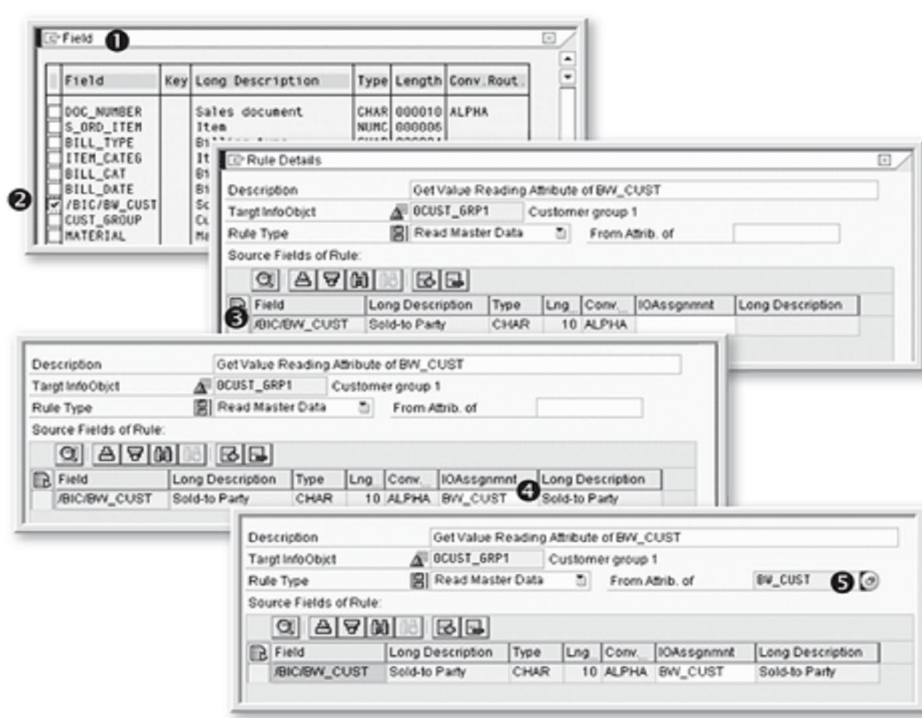 Field ❶
Field Key Long Description Type Length Conv.Rout.
DOC_NUMBER Sales document CHAR 000010 ALPHA
S_ORD_ITEM Item NUMC 000006
BILL_TYPE
ITEM_CATEG
BILL_CAT
BILL_DATE
❷ /BIC/BW_CUST
CUST_GROUP
MATERIAL
Rule Details
Description Get Value Reading Attribute of BW_CUST
Targt InfoObjct 0CUST_GRP1 Customer group 1
Rule Type Read Master Data From Attrib. of
Source Fields of Rule:
Field Long Description Type Lng Conv._ IOAssgnmnt Long Description
❸ /BIC/BW_CUST Sold-to Party CHAR 10 ALPHA
Description Get Value Reading Attribute of BW_CUST
Targt InfoObjct 0CUST_GRP1 Customer group 1
Rule Type Read Master Data From Attrib. of
Source Fields of Rule:
Field Long Description Type Lng Conv._ IOAssgnmnt Long Description
/BIC/BW_CUST Sold-to Party CHAR 10 ALPHA BW_CUST ❹ Sold-to Party
Description Get Value Reading Attribute of BW_CUST
Targt InfoObjct 0CUST_GRP1 Customer group 1
Rule Type Read Master Data From Attrib. of BW_CUST ❺
Source Fields of Rule:
Field Long Description Type Lng Conv._ IOAssgnmnt Long Description
/BIC/BW_CUST Sold-to Party CHAR 10 ALPHA BW_CUST Sold-to Party